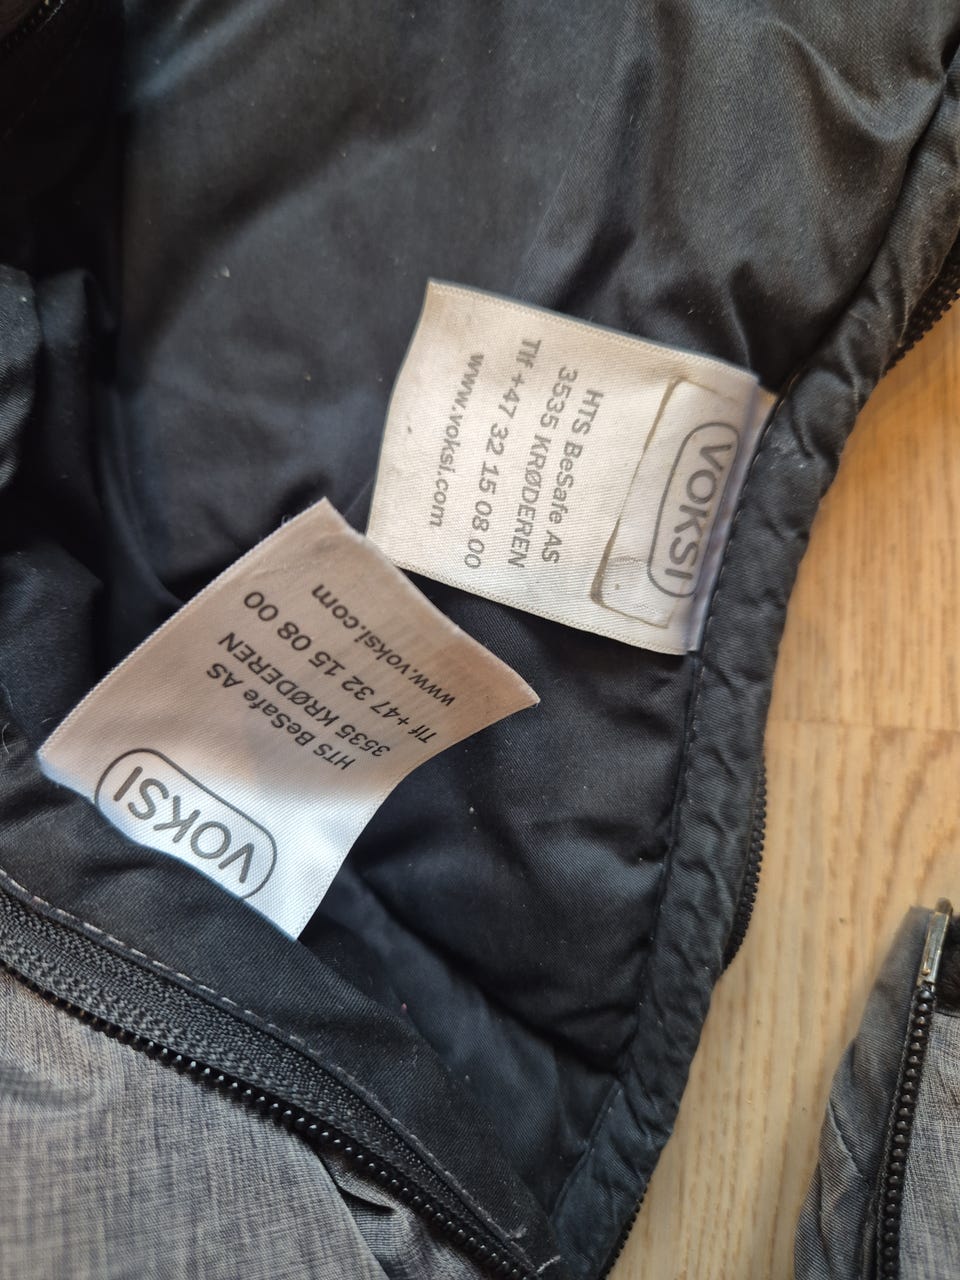 VOKSI
HTS BeSafe AS
3535 KRØDEREN
Tlf +47 32 15 08 00
www.voksi.com
VOKSI
HTS BeSafe AS
3535 KRØDEREN
Tlf +47 32 15 08 00
www.voksi.com